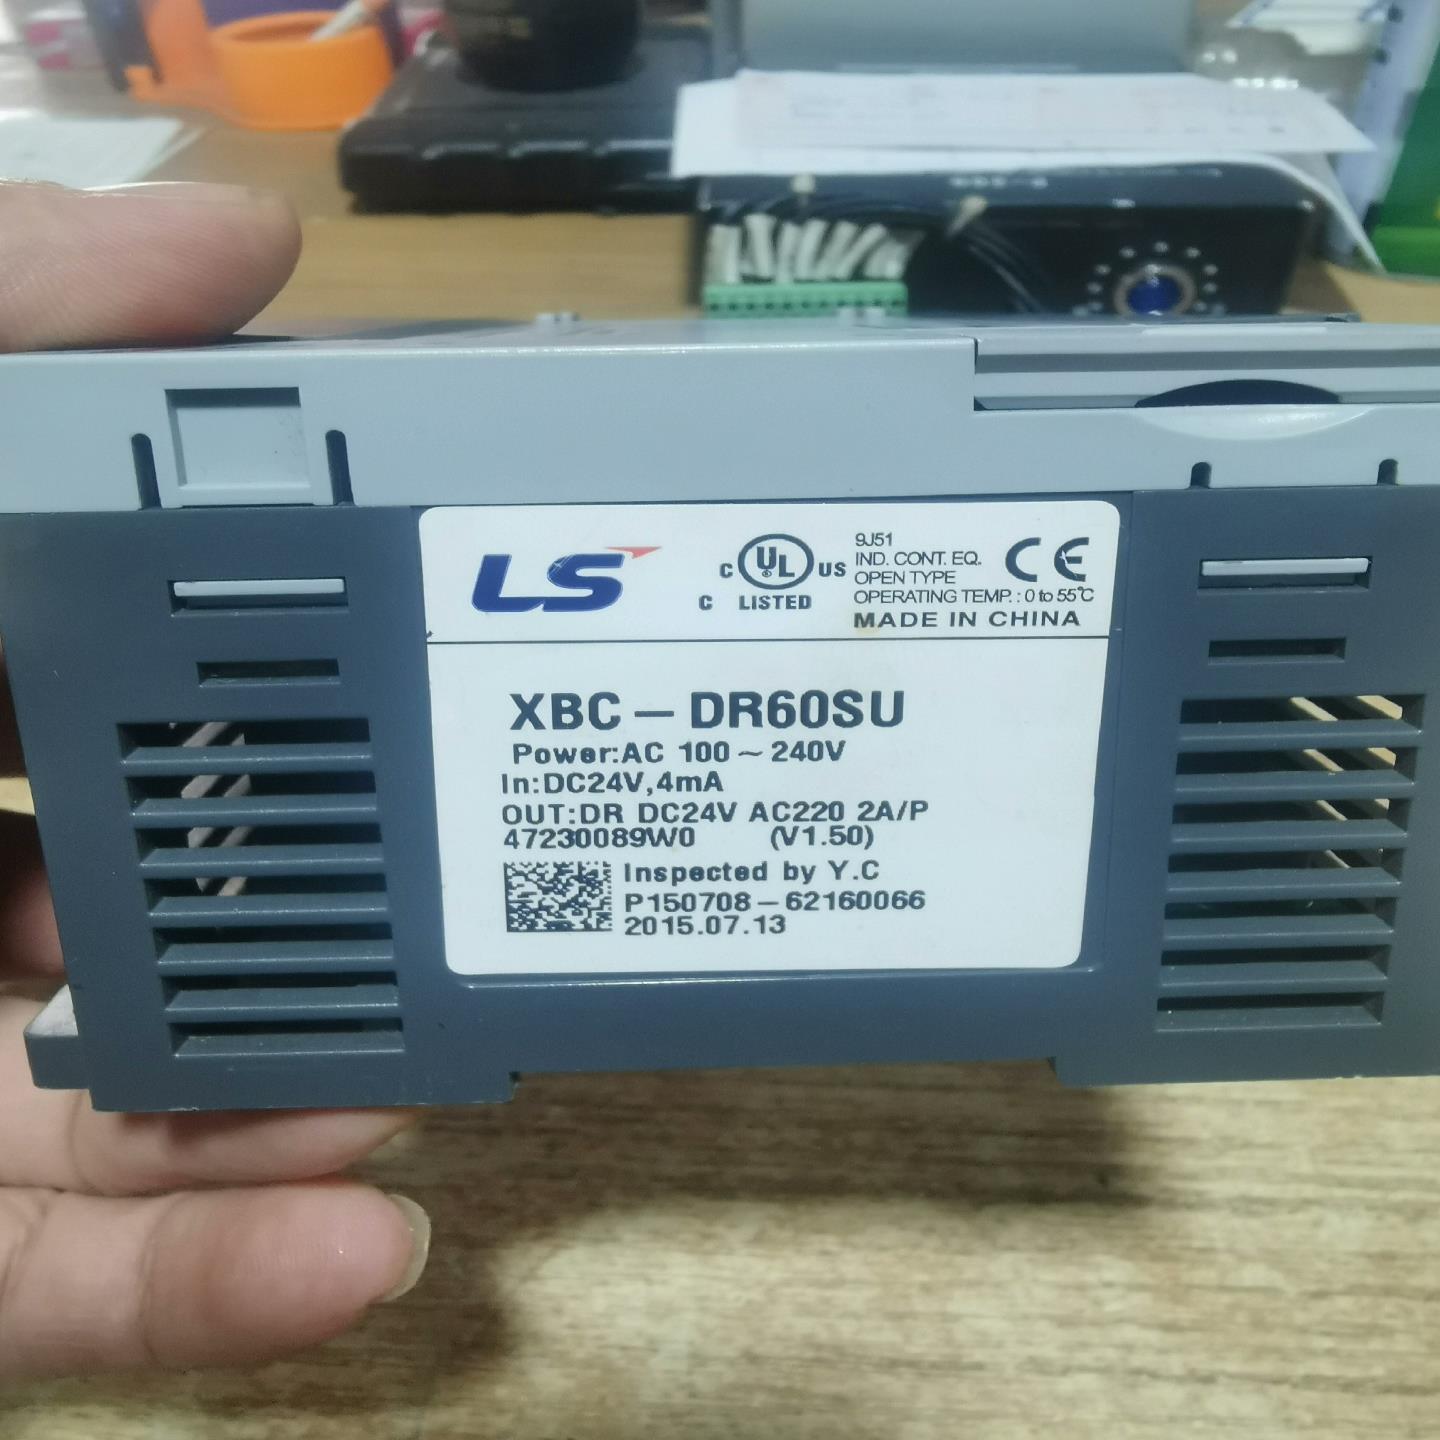 LS
C UL US
C LISTED
9J51
IND. CONT. EQ.
OPEN TYPE
OPERATING TEMP. : 0 to 55℃
MADE IN CHINA
CE
XBC-DR60SU
Power:AC 100~240V
In:DC24V,4mA
OUT:DR DC24V AC220 2A/P
47230089W0 (V1.50)
Inspected by Y.C
P150708-62160066
2015.07.13